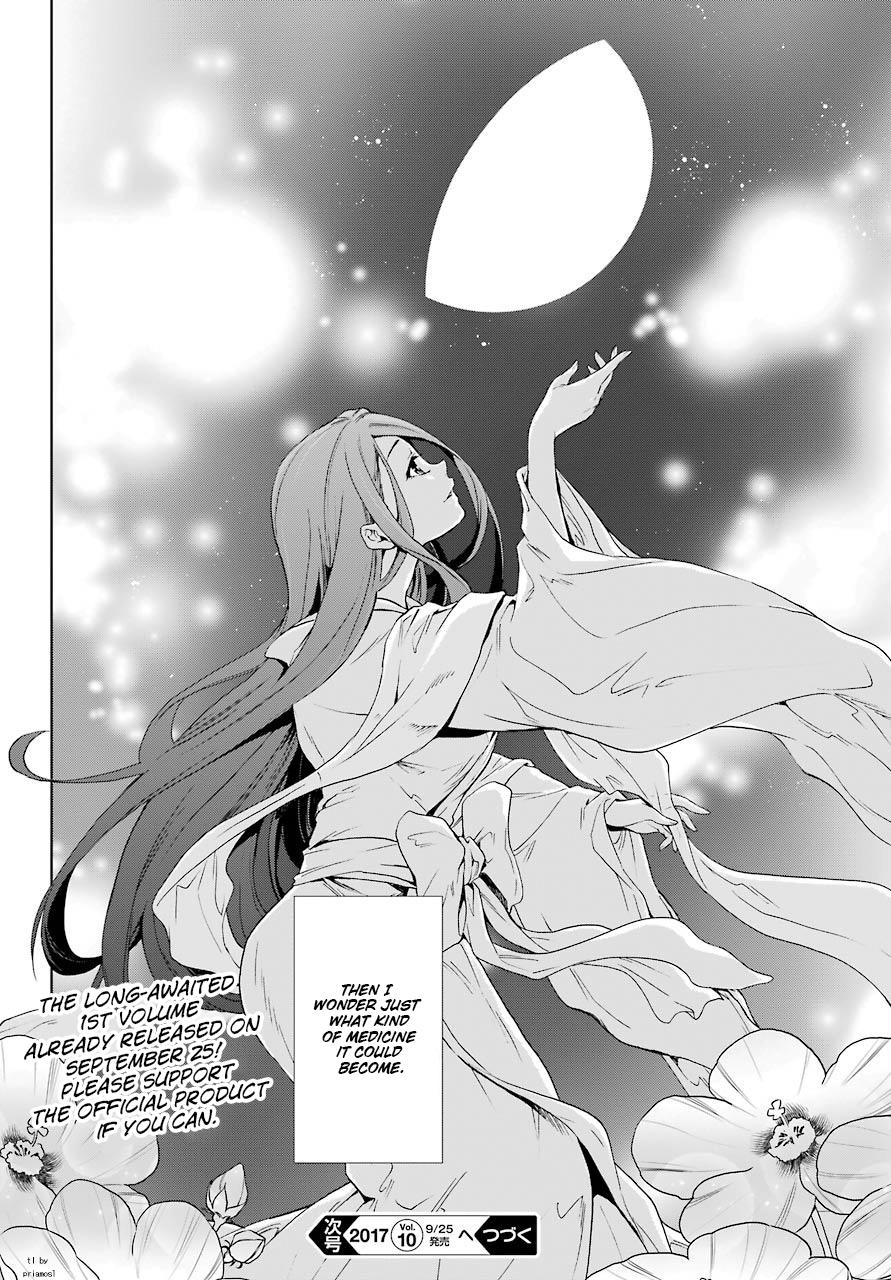 THEN I
WONDER JUST
WHAT KIND
OF MEDICINE
IT COULD
BECOME.
THE LONG-AWAITED
1ST VOLUME
ALREADY RELEASED ON
SEPTEMBER 25!
PLEASE SUPPORT
THE OFFICIAL PRODUCT
IF YOU CAN.
次号 2017 Vol.10 9/25発売 へ つづく
tl by
priamosl